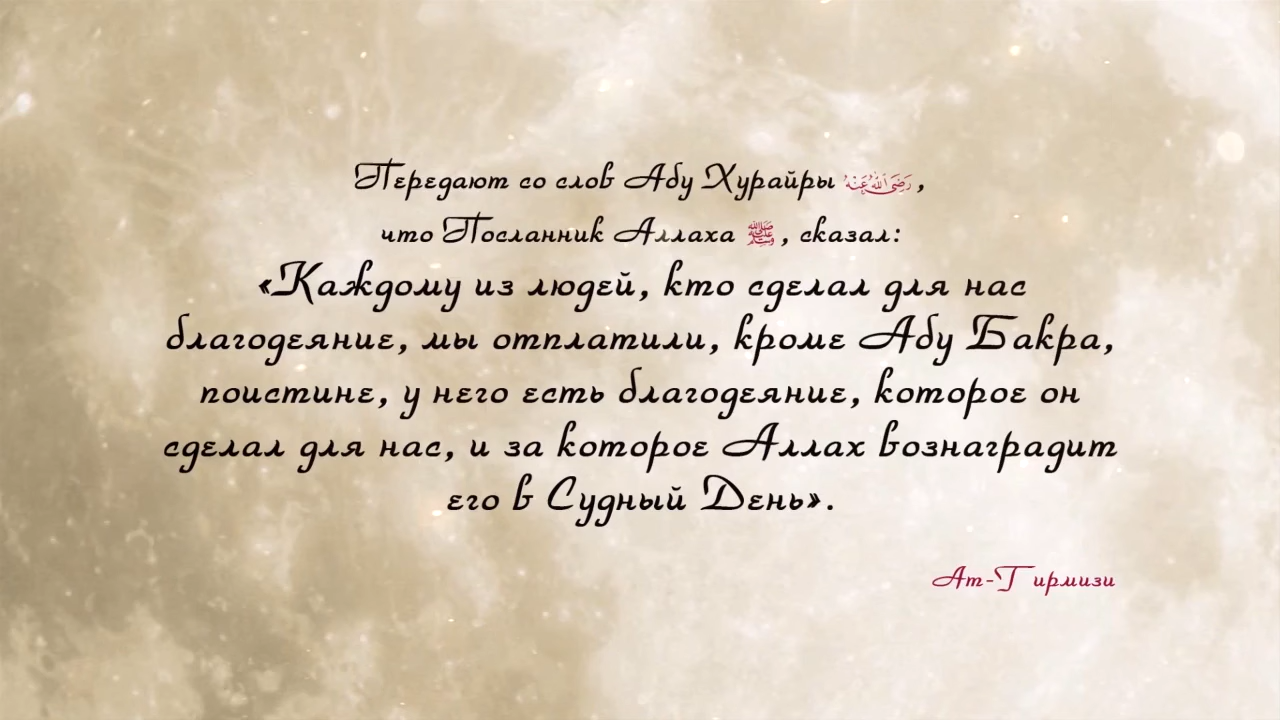 Передают со слов Абу Хурайры رَضِيَ اللهُ عَنْهُ,
что Посланник Аллаха ﷺ, сказал:
«Каждому из людей, кто сделал для нас
благодеяние, мы отплатили, кроме Абу Бакра,
поистине, у него есть благодеяние, которое он
сделал для нас, и за которое Аллах вознаградит
его в Судный День».
Ат-Тирмизи